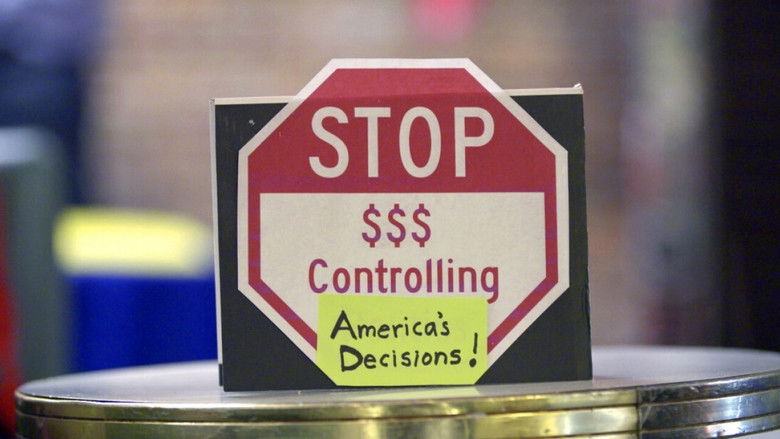 STOP
$$$
Controlling
America's
Decisions!